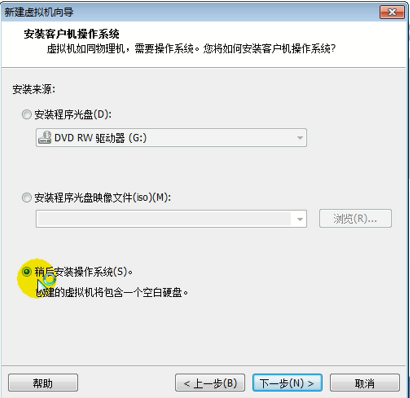 新建虚拟机向导
安装客户机操作系统
虚拟机如同物理机，需要操作系统。您将如何安装客户机操作系统?
安装来源:
安装程序光盘(D):
DVD RW 驱动器 (G:)
安装程序光盘映像文件(iso)(M):
浏览(R)...
稍后安装操作系统(S)。
创建的虚拟机将包含一个空白硬盘。
帮助
< 上一步(B)
下一步(N) >
取消